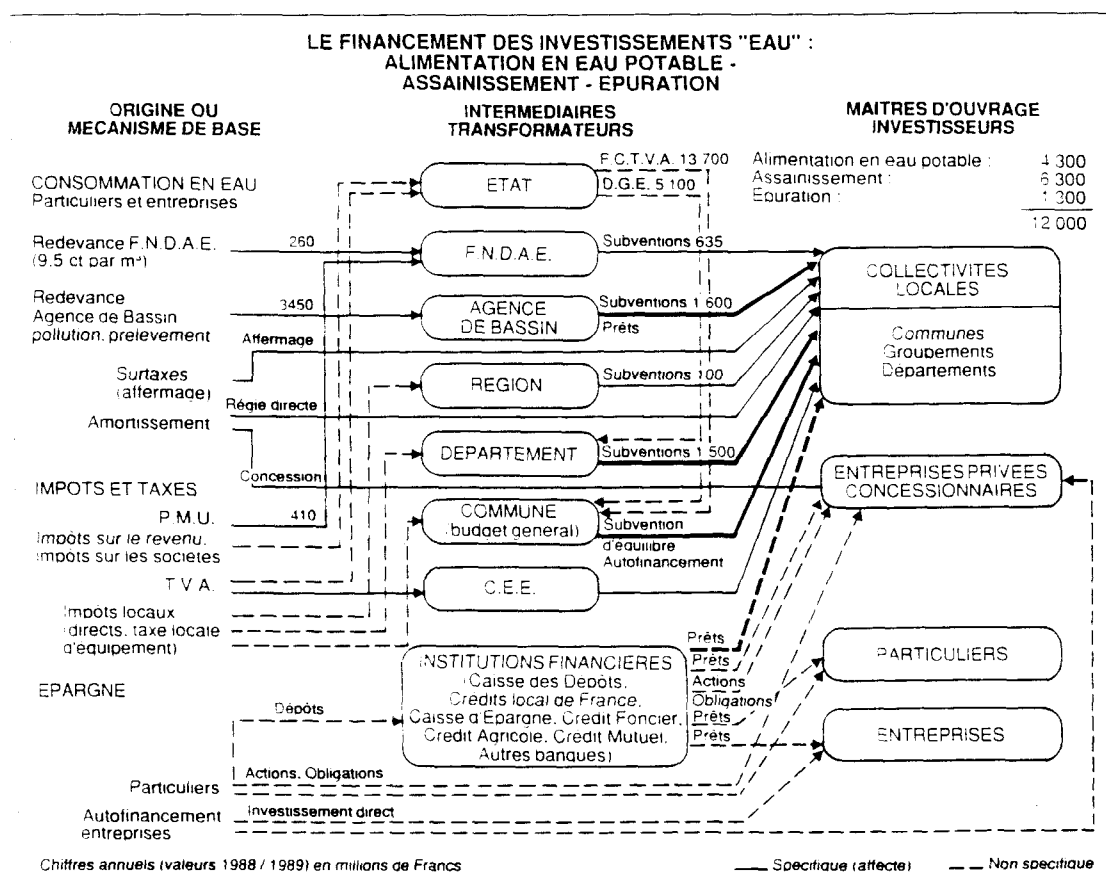 LE FINANCEMENT DES INVESTISSEMENTS "EAU" :
ALIMENTATION EN EAU POTABLE -
ASSAINISSEMENT - EPURATION
ORIGINE OU
MECANISME DE BASE
INTERMEDIAIRES
TRANSFORMATEURS
MAITRES D'OUVRAGE
INVESTISSEURS
CONSOMMATION EN EAU
Particuliers et entreprises
Redevance F.N.D.A.E.
(9.5 ct par m³)
260
Redevance
Agence de Bassin
pollution, prelevement
3450
Affermage
Surtaxes
(affermage)
Régie directe
Amortissement
Concession
IMPOTS ET TAXES
P.M.U.
410
Impôts sur le revenu,
Impôts sur les sociétés
T V A.
Impôts locaux
(directs, taxe locale
d'equipement)
EPARGNE
Dépôts
Particuliers
Actions, Obligations
Autofinancement
entreprises
Investissement direct
ETAT
F.C.T.V.A. 13 700
D.G.E. 5 100
F.N.D.A.E.
Subventions 635
AGENCE
DE BASSIN
Subventions 1 600
Prêts
REGION
Subventions 100
DEPARTEMENT
Subventions 1 500
COMMUNE
(budget general)
Subvention
d'équilibre
Autofinancement
C.E.E.
INSTITUTIONS FINANCIERES
(Caisse des Depôts,
Crédits local de France,
Caisse d'Epargne, Credit Foncier,
Credit Agricole, Crédit Mutuel,
Autres banques)
Prêts
Prêts
Actions
Obligations
Prêts
Prêts
Alimentation en eau potable : 4 300
Assainissement : 6 300
Epuration : 1 300
12 000
COLLECTIVITES
LOCALES
Communes
Groupements
Départements
ENTREPRISES PRIVEES
CONCESSIONNAIRES
PARTICULIERS
ENTREPRISES
Chiffres annuels (valeurs 1988 / 1989) en millions de Francs
Specifique (affecte)
Non specifique